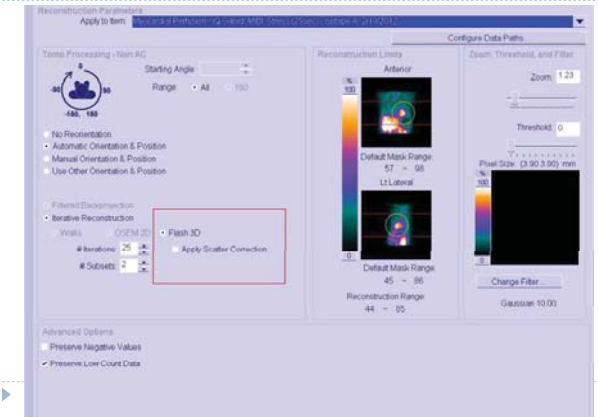 Reconstruction Parameters
Apply to Item: Myocardial Perfusion - IQ
Configure Data Paths...
Tomo Processing - Non AC
0
-90
90
-180, 180
Starting Angle
Range: All 180
No Reorientation
Automatic Orientation & Position
Manual Orientation & Position
Use Other Orientation & Position
Filtered Backprojection
Iterative Reconstruction
Wallis OSEM 2D Flash 3D
# Iterations: 25
Apply Scatter Correction
# Subsets: 2
Reconstruction Limits
Anterior
%
100
Default Mask Range:
57 ~ 98
Lt Lateral
0
Default Mask Range:
45 ~ 86
Reconstruction Range:
44 ~ 85
Zoom, Threshold, and Filter
Zoom: 1.23
Threshold: 0
Pixel Size: (3.90 3.90) mm
%
100
0
Change Filter...
Gaussian 10.00
Advanced Options
Preserve Negative Values
Preserve Low Count Data